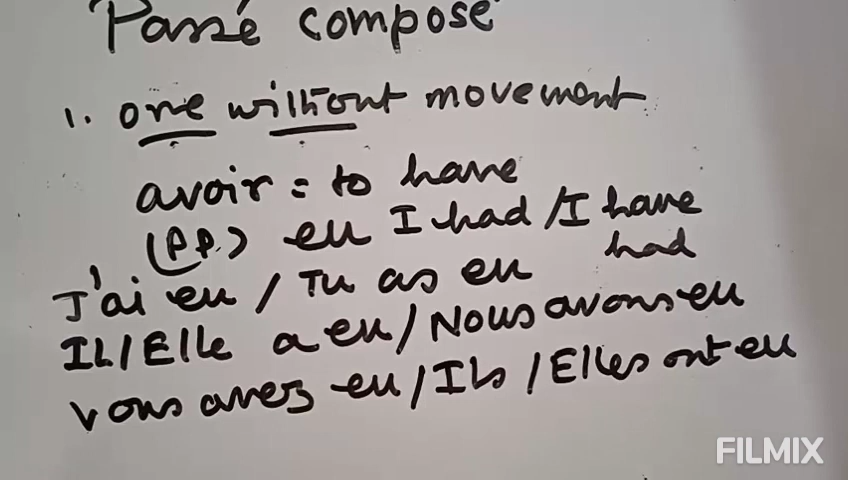 Passé composé
1. one without movement
avoir = to have
(P.P.) eu I had / I have
had
J'ai eu / Tu as eu
Il / Elle a eu / Nous avons eu
vous avez eu / Ils / Elles ont eu
FILMIX